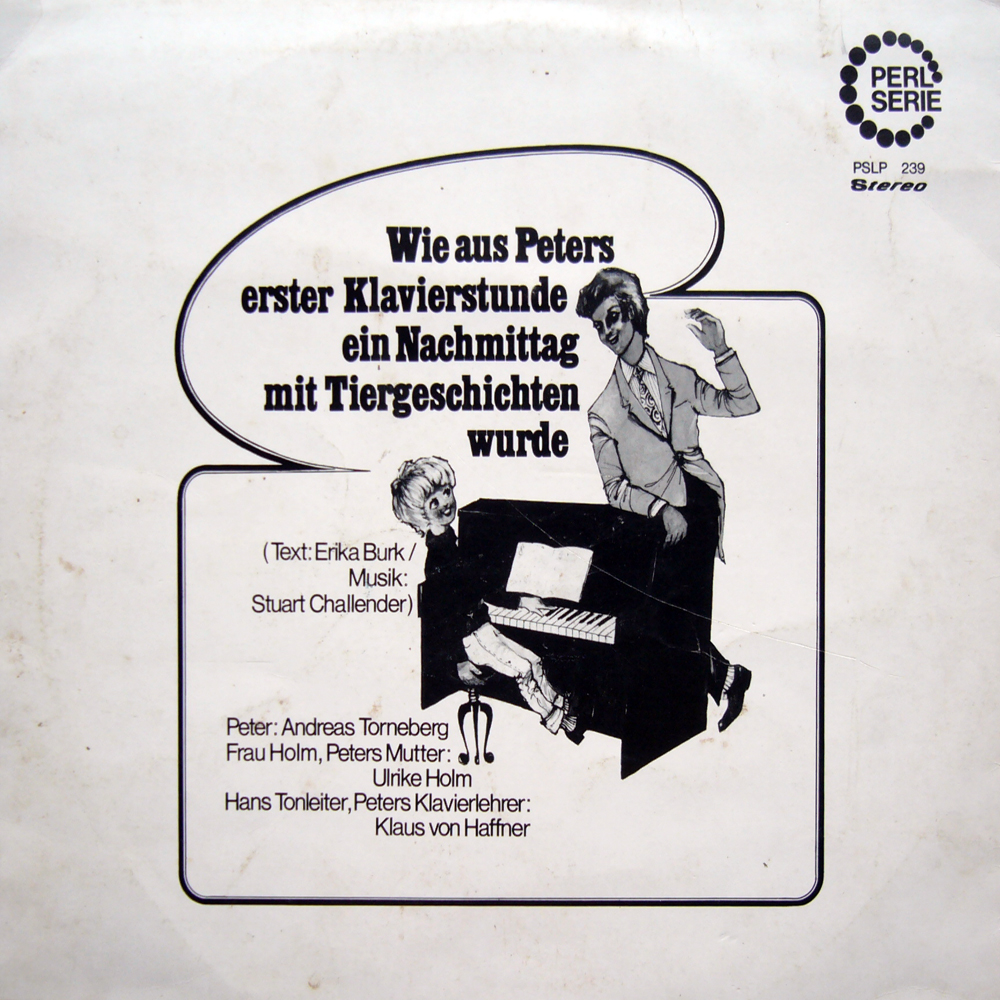 PERL
SERIE
PSLP 239
Stereo
Wie aus Peters
erster Klavierstunde
ein Nachmittag
mit Tiergeschichten
wurde
(Text: Erika Burk /
Musik:
Stuart Challender)
Peter: Andreas Torneberg
Frau Holm, Peters Mutter:
Ulrike Holm
Hans Tonleiter, Peters Klavierlehrer:
Klaus von Haffner